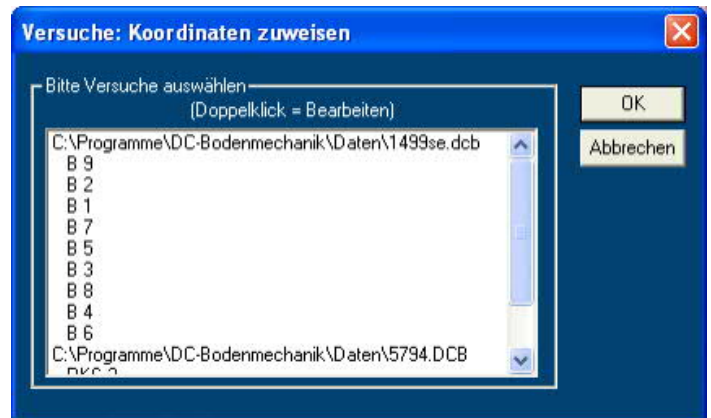 Versuche: Koordinaten zuweisen
Bitte Versuche auswählen
(Doppelklick = Bearbeiten)
OK
Abbrechen
C:\Programme\DC-Bodenmechanik\Daten\1499se.dcb
B 9
B 2
B 1
B 7
B 5
B 3
B 8
B 4
B 6
C:\Programme\DC-Bodenmechanik\Daten\5794.DCB